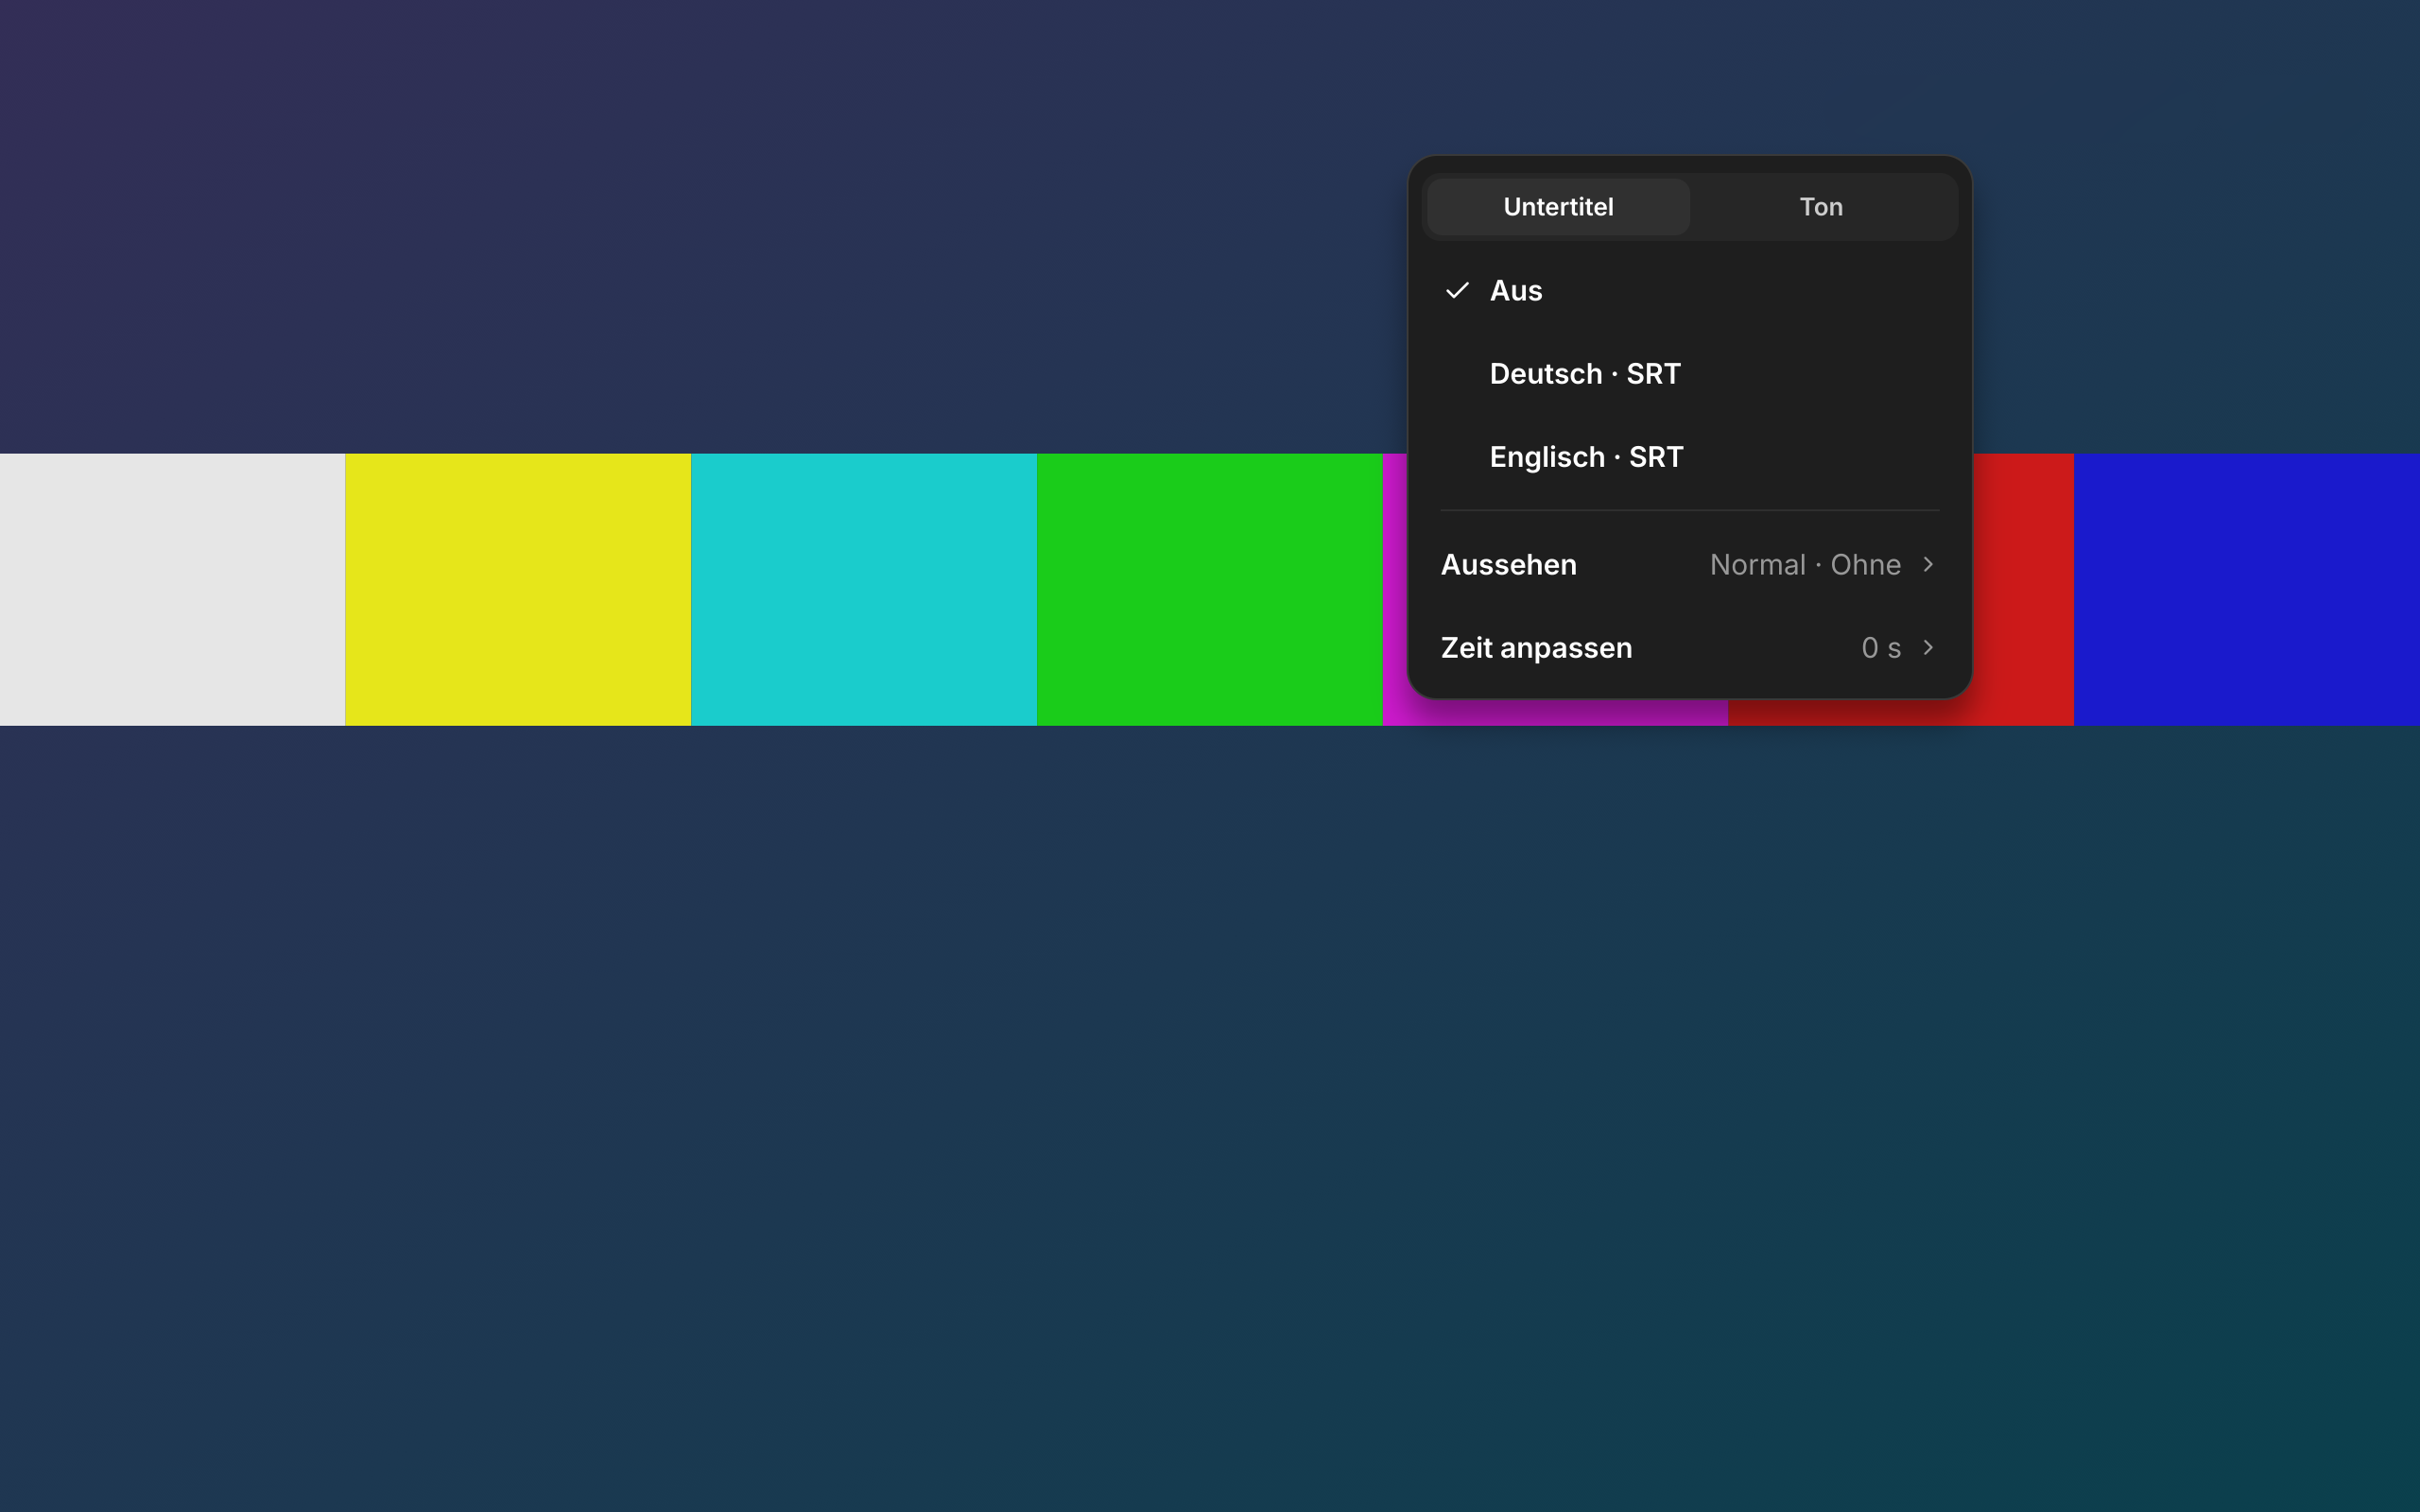 Untertitel Ton
Aus
Deutsch · SRT
Englisch · SRT
Aussehen Normal · Ohne
Zeit anpassen 0 s